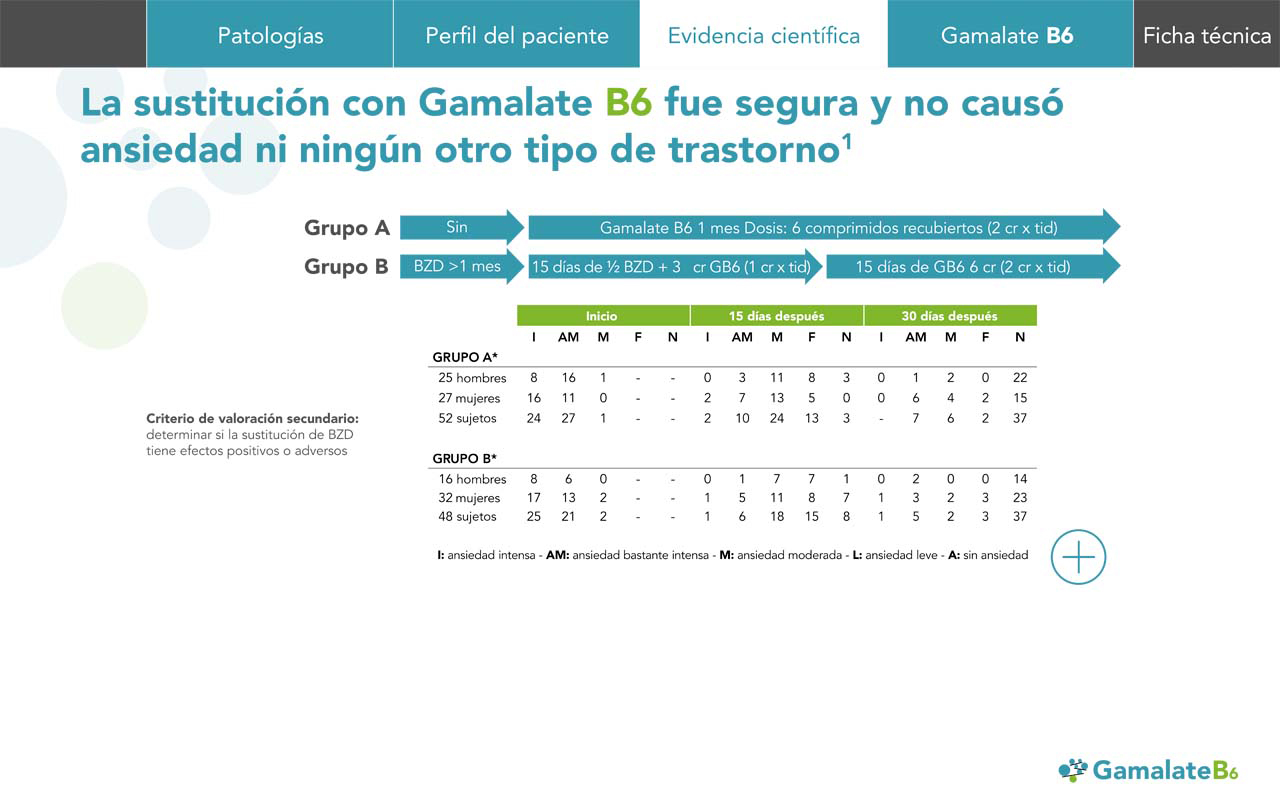 Patologías Perfil del paciente Evidencia científica Gamalate B6 Ficha técnica
La sustitución con Gamalate B6 fue segura y no causó
ansiedad ni ningún otro tipo de trastorno1
Grupo A Sin Gamalate B6 1 mes Dosis: 6 comprimidos recubiertos (2 cr x tid)
Grupo B BZD >1 mes 15 días de ½ BZD + 3 cr GB6 (1 cr x tid) 15 días de GB6 6 cr (2 cr x tid)
Inicio 15 días después 30 días después
I AM M F N I AM M F N I AM M F N
GRUPO A*
25 hombres 8 16 1 - - 0 3 11 8 3 0 1 2 0 22
27 mujeres 16 11 0 - - 2 7 13 5 0 0 6 4 2 15
52 sujetos 24 27 1 - - 2 10 24 13 3 - 7 6 2 37
Criterio de valoración secundario:
determinar si la sustitución de BZD
tiene efectos positivos o adversos
GRUPO B*
16 hombres 8 6 0 - - 0 1 7 7 1 0 2 0 0 14
32 mujeres 17 13 2 - - 1 5 11 8 7 1 3 2 3 23
48 sujetos 25 21 2 - - 1 6 18 15 8 1 5 2 3 37
I: ansiedad intensa - AM: ansiedad bastante intensa - M: ansiedad moderada - L: ansiedad leve - A: sin ansiedad
GamalateB6